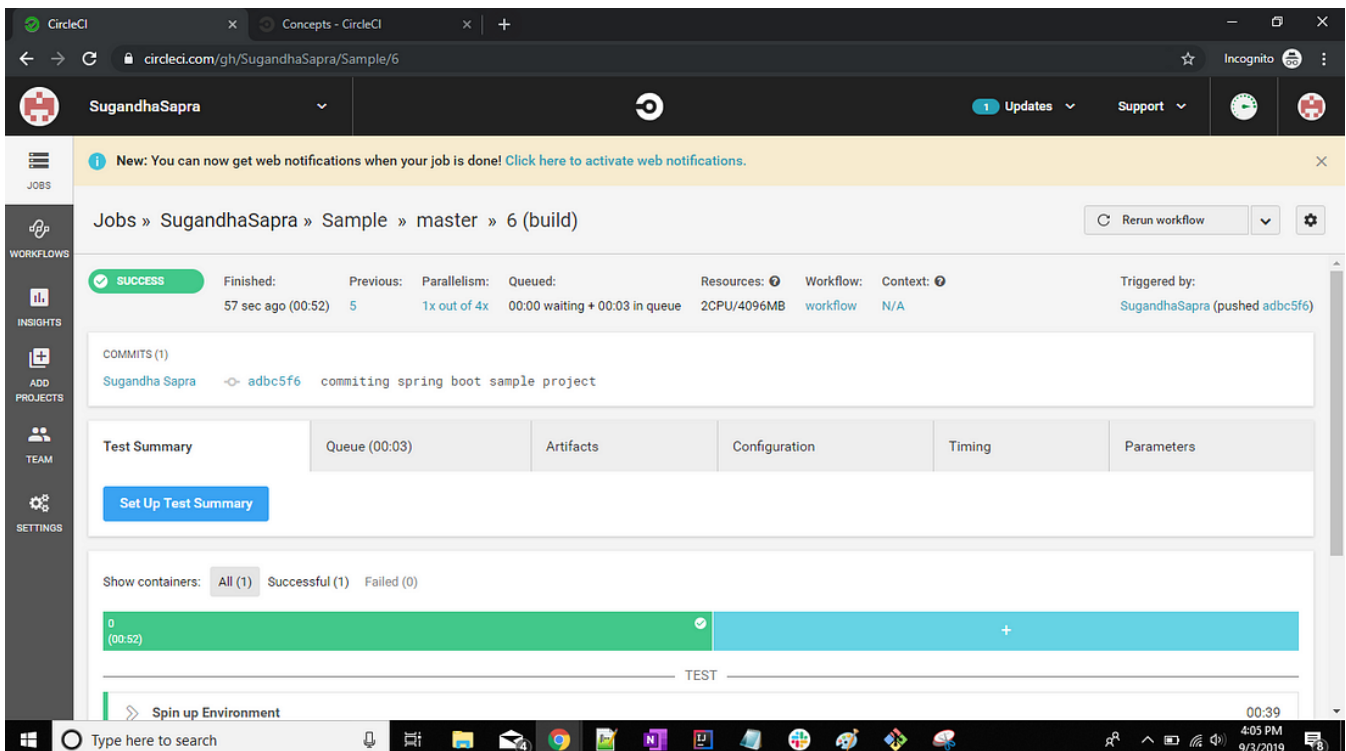 CircleCI
Concepts - CircleCI
circleci.com/gh/SugandhaSapra/Sample/6
Incognito
SugandhaSapra
1 Updates
Support
JOBS
New: You can now get web notifications when your job is done! Click here to activate web notifications.
Jobs » SugandhaSapra » Sample » master » 6 (build)
Rerun workflow
WORKFLOWS
SUCCESS
Finished: Previous: Parallelism: Queued: Resources: Workflow: Context: Triggered by:
57 sec ago (00:52) 5 1x out of 4x 00:00 waiting + 00:03 in queue 2CPU/4096MB workflow N/A SugandhaSapra (pushed adbc5f6)
INSIGHTS
COMMITS (1)
Sugandha Sapra adbc5f6 commiting spring boot sample project
ADD
PROJECTS
Test Summary Queue (00:03) Artifacts Configuration Timing Parameters
TEAM
Set Up Test Summary
SETTINGS
Show containers: All (1) Successful (1) Failed (0)
0
(00:52)
+
TEST
Spin up Environment 00:39
Type here to search
4:05 PM
9/3/2019